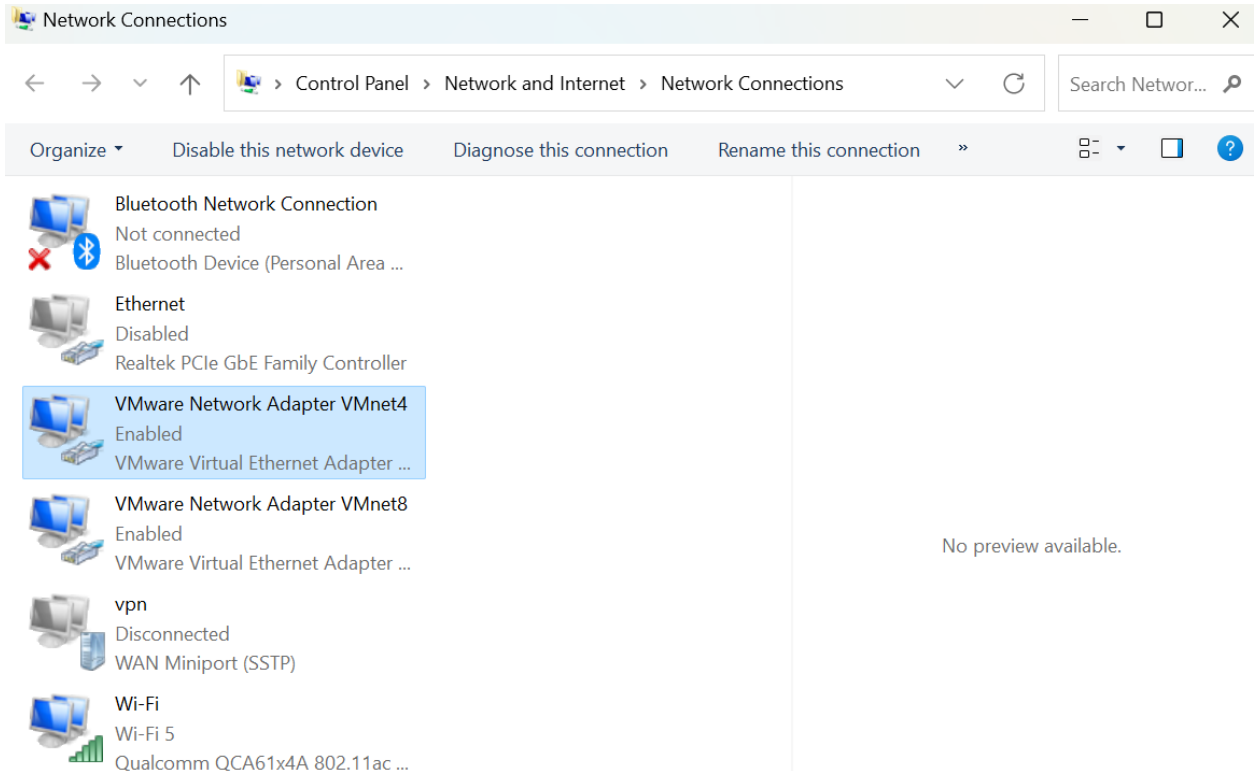 Network Connections
Control Panel > Network and Internet > Network Connections
Search Networ...
Organize
Disable this network device
Diagnose this connection
Rename this connection
»
?
Bluetooth Network Connection
Not connected
Bluetooth Device (Personal Area ...
Ethernet
Disabled
Realtek PCIe GbE Family Controller
VMware Network Adapter VMnet4
Enabled
VMware Virtual Ethernet Adapter ...
VMware Network Adapter VMnet8
Enabled
VMware Virtual Ethernet Adapter ...
No preview available.
vpn
Disconnected
WAN Miniport (SSTP)
Wi-Fi
Wi-Fi 5
Qualcomm QCA61x4A 802.11ac ...